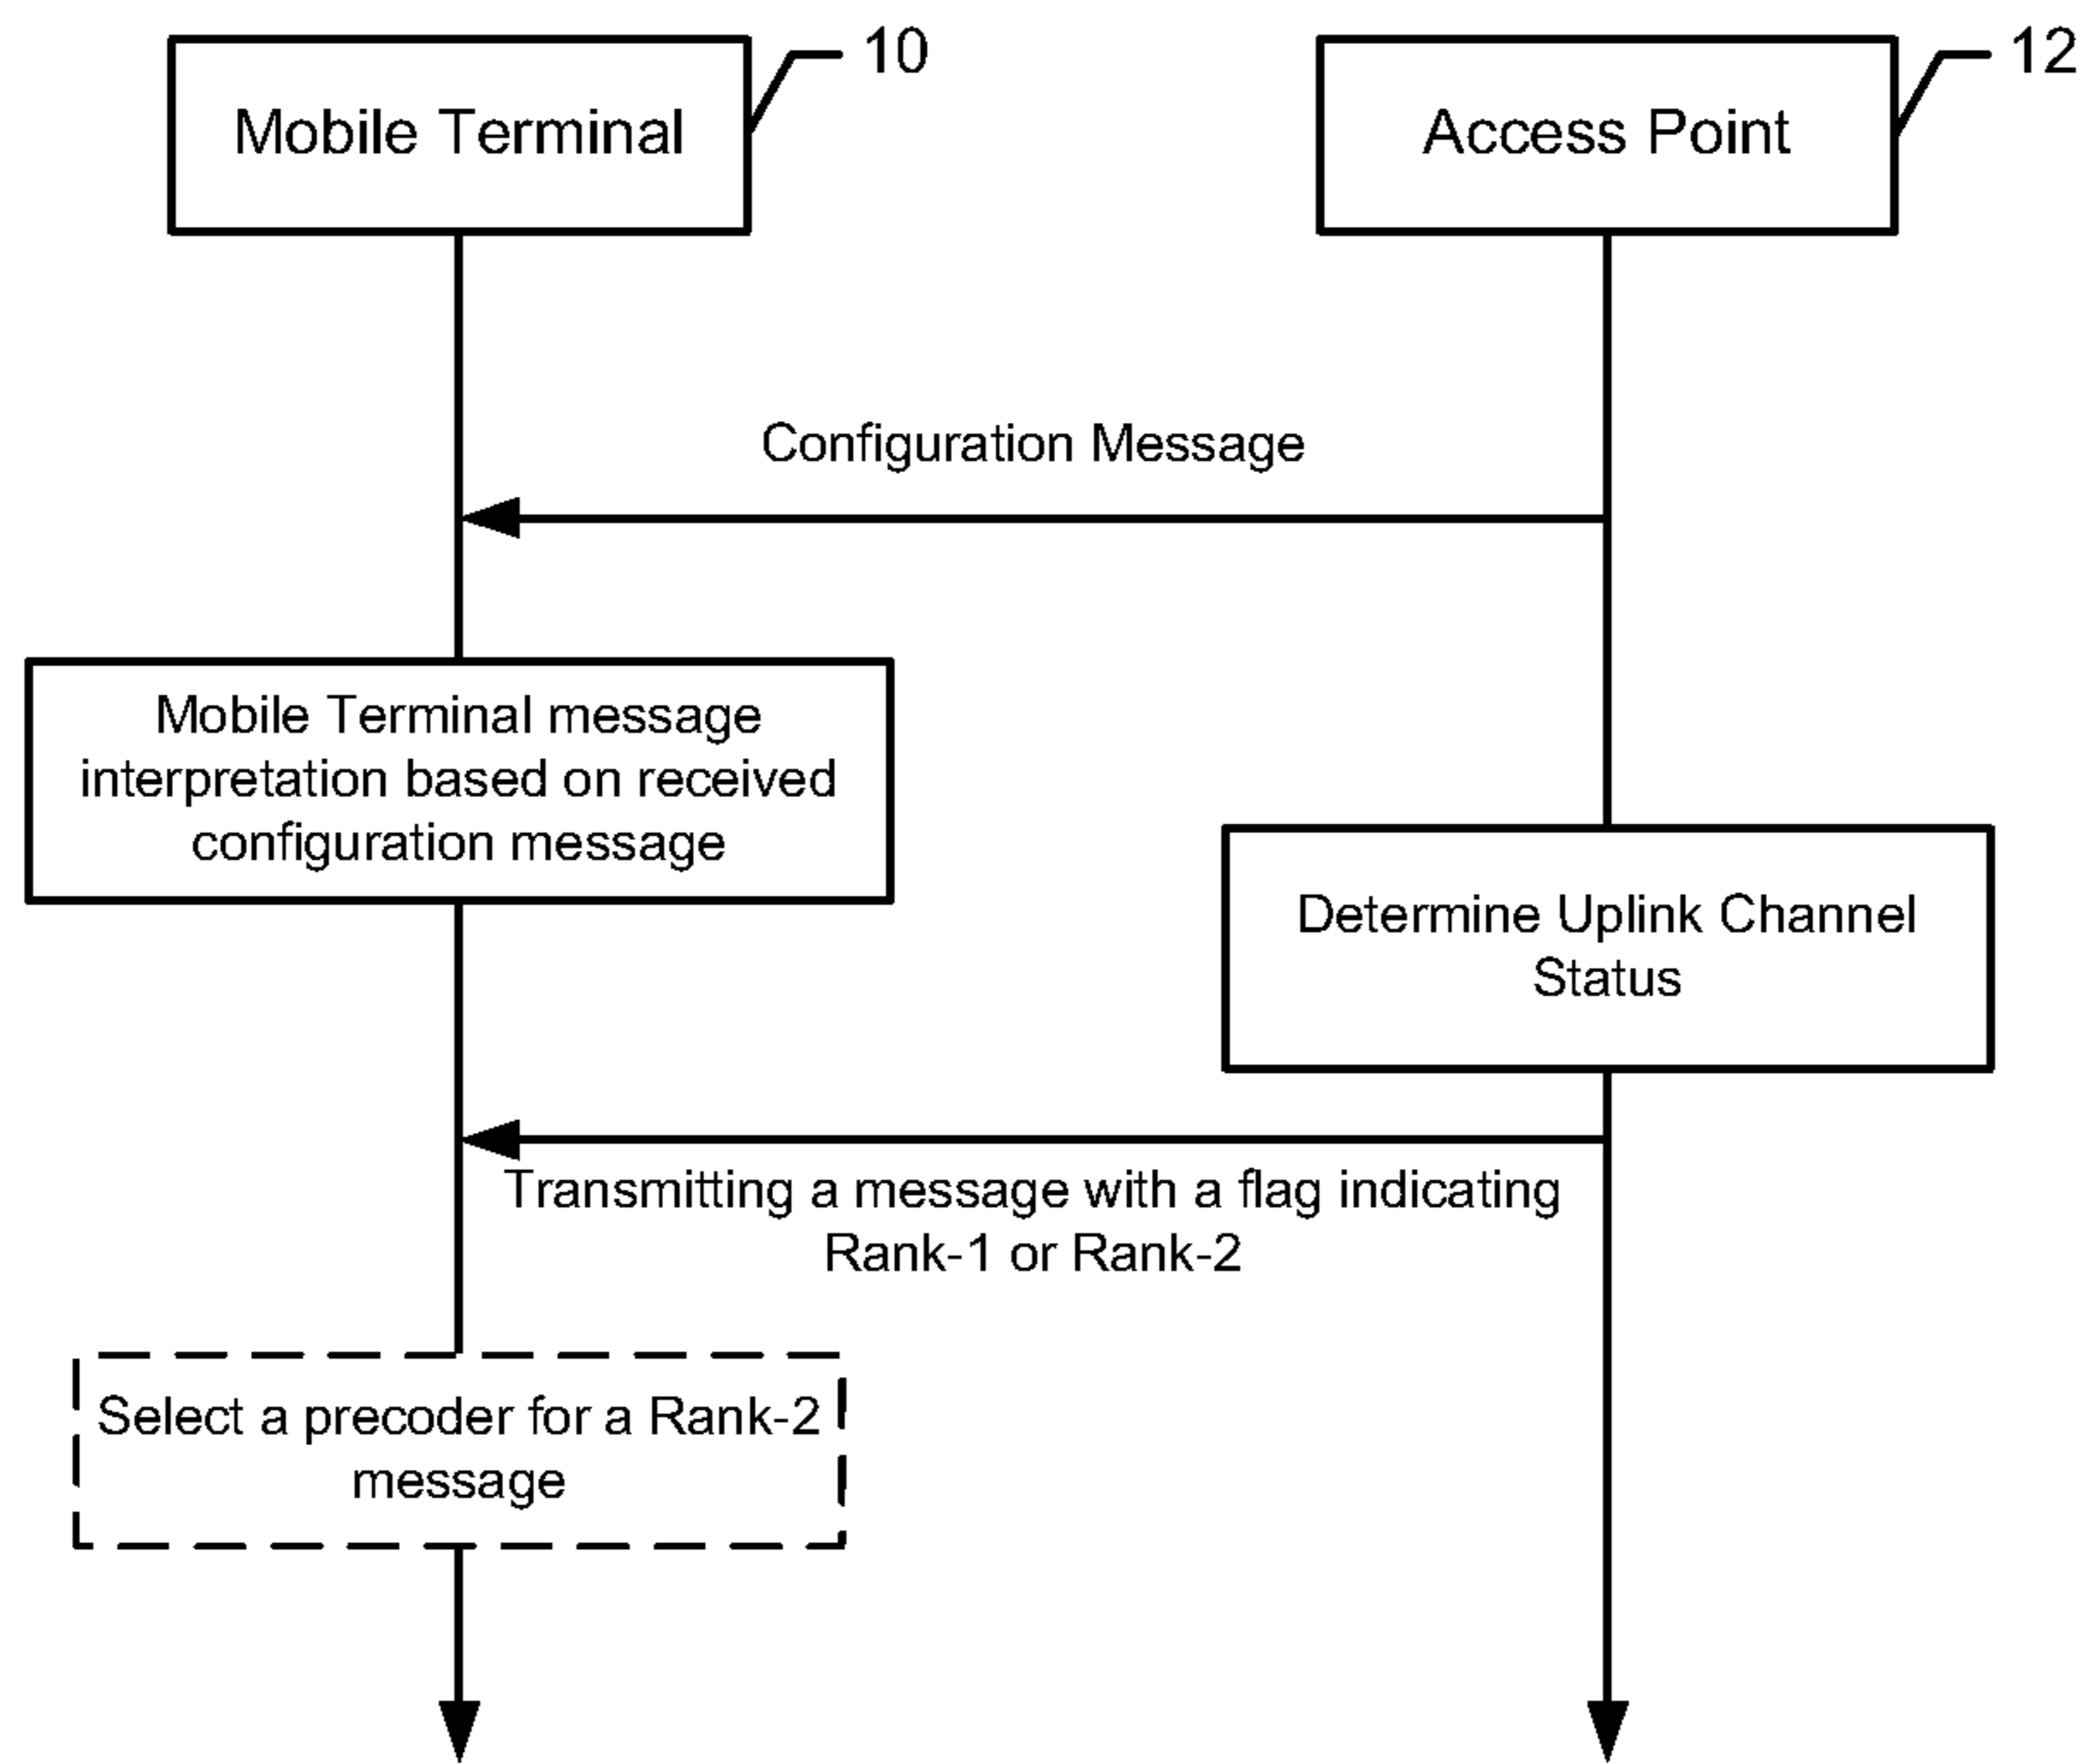 10
12
Mobile Terminal
Access Point
Configuration Message
Mobile Terminal message
interpretation based on received
configuration message
Determine Uplink Channel
Status
Transmitting a message with a flag indicating
Rank-1 or Rank-2
Select a precoder for a Rank-2
message